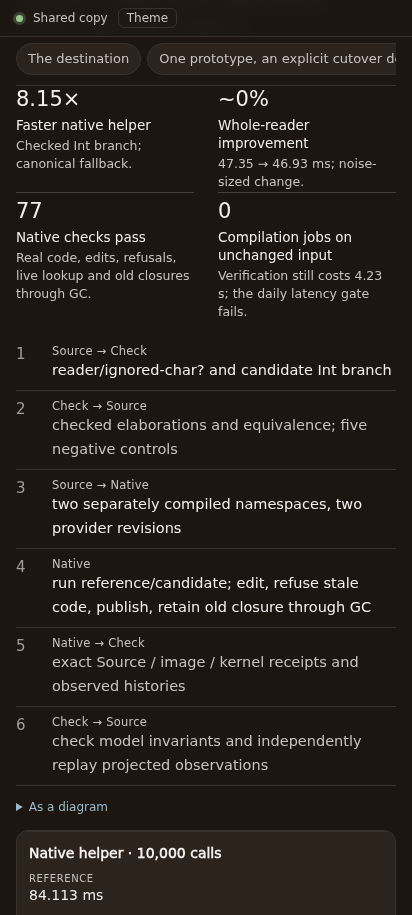 Shared copy
Theme
The destination
One prototype, an explicit cutover d
8.15×
Faster native helper
Checked Int branch;
canonical fallback.
~0%
Whole-reader
improvement
47.35 → 46.93 ms; noise-
sized change.
77
Native checks pass
Real code, edits, refusals,
live lookup and old closures
through GC.
0
Compilation jobs on
unchanged input
Verification still costs 4.23
s; the daily latency gate
fails.
1
Source → Check
reader/ignored-char? and candidate Int branch
2
Check → Source
checked elaborations and equivalence; five
negative controls
3
Source → Native
two separately compiled namespaces, two
provider revisions
4
Native
run reference/candidate; edit, refuse stale
code, publish, retain old closure through GC
5
Native → Check
exact Source / image / kernel receipts and
observed histories
6
Check → Source
check model invariants and independently
replay projected observations
As a diagram
Native helper · 10,000 calls
REFERENCE
84.113 ms